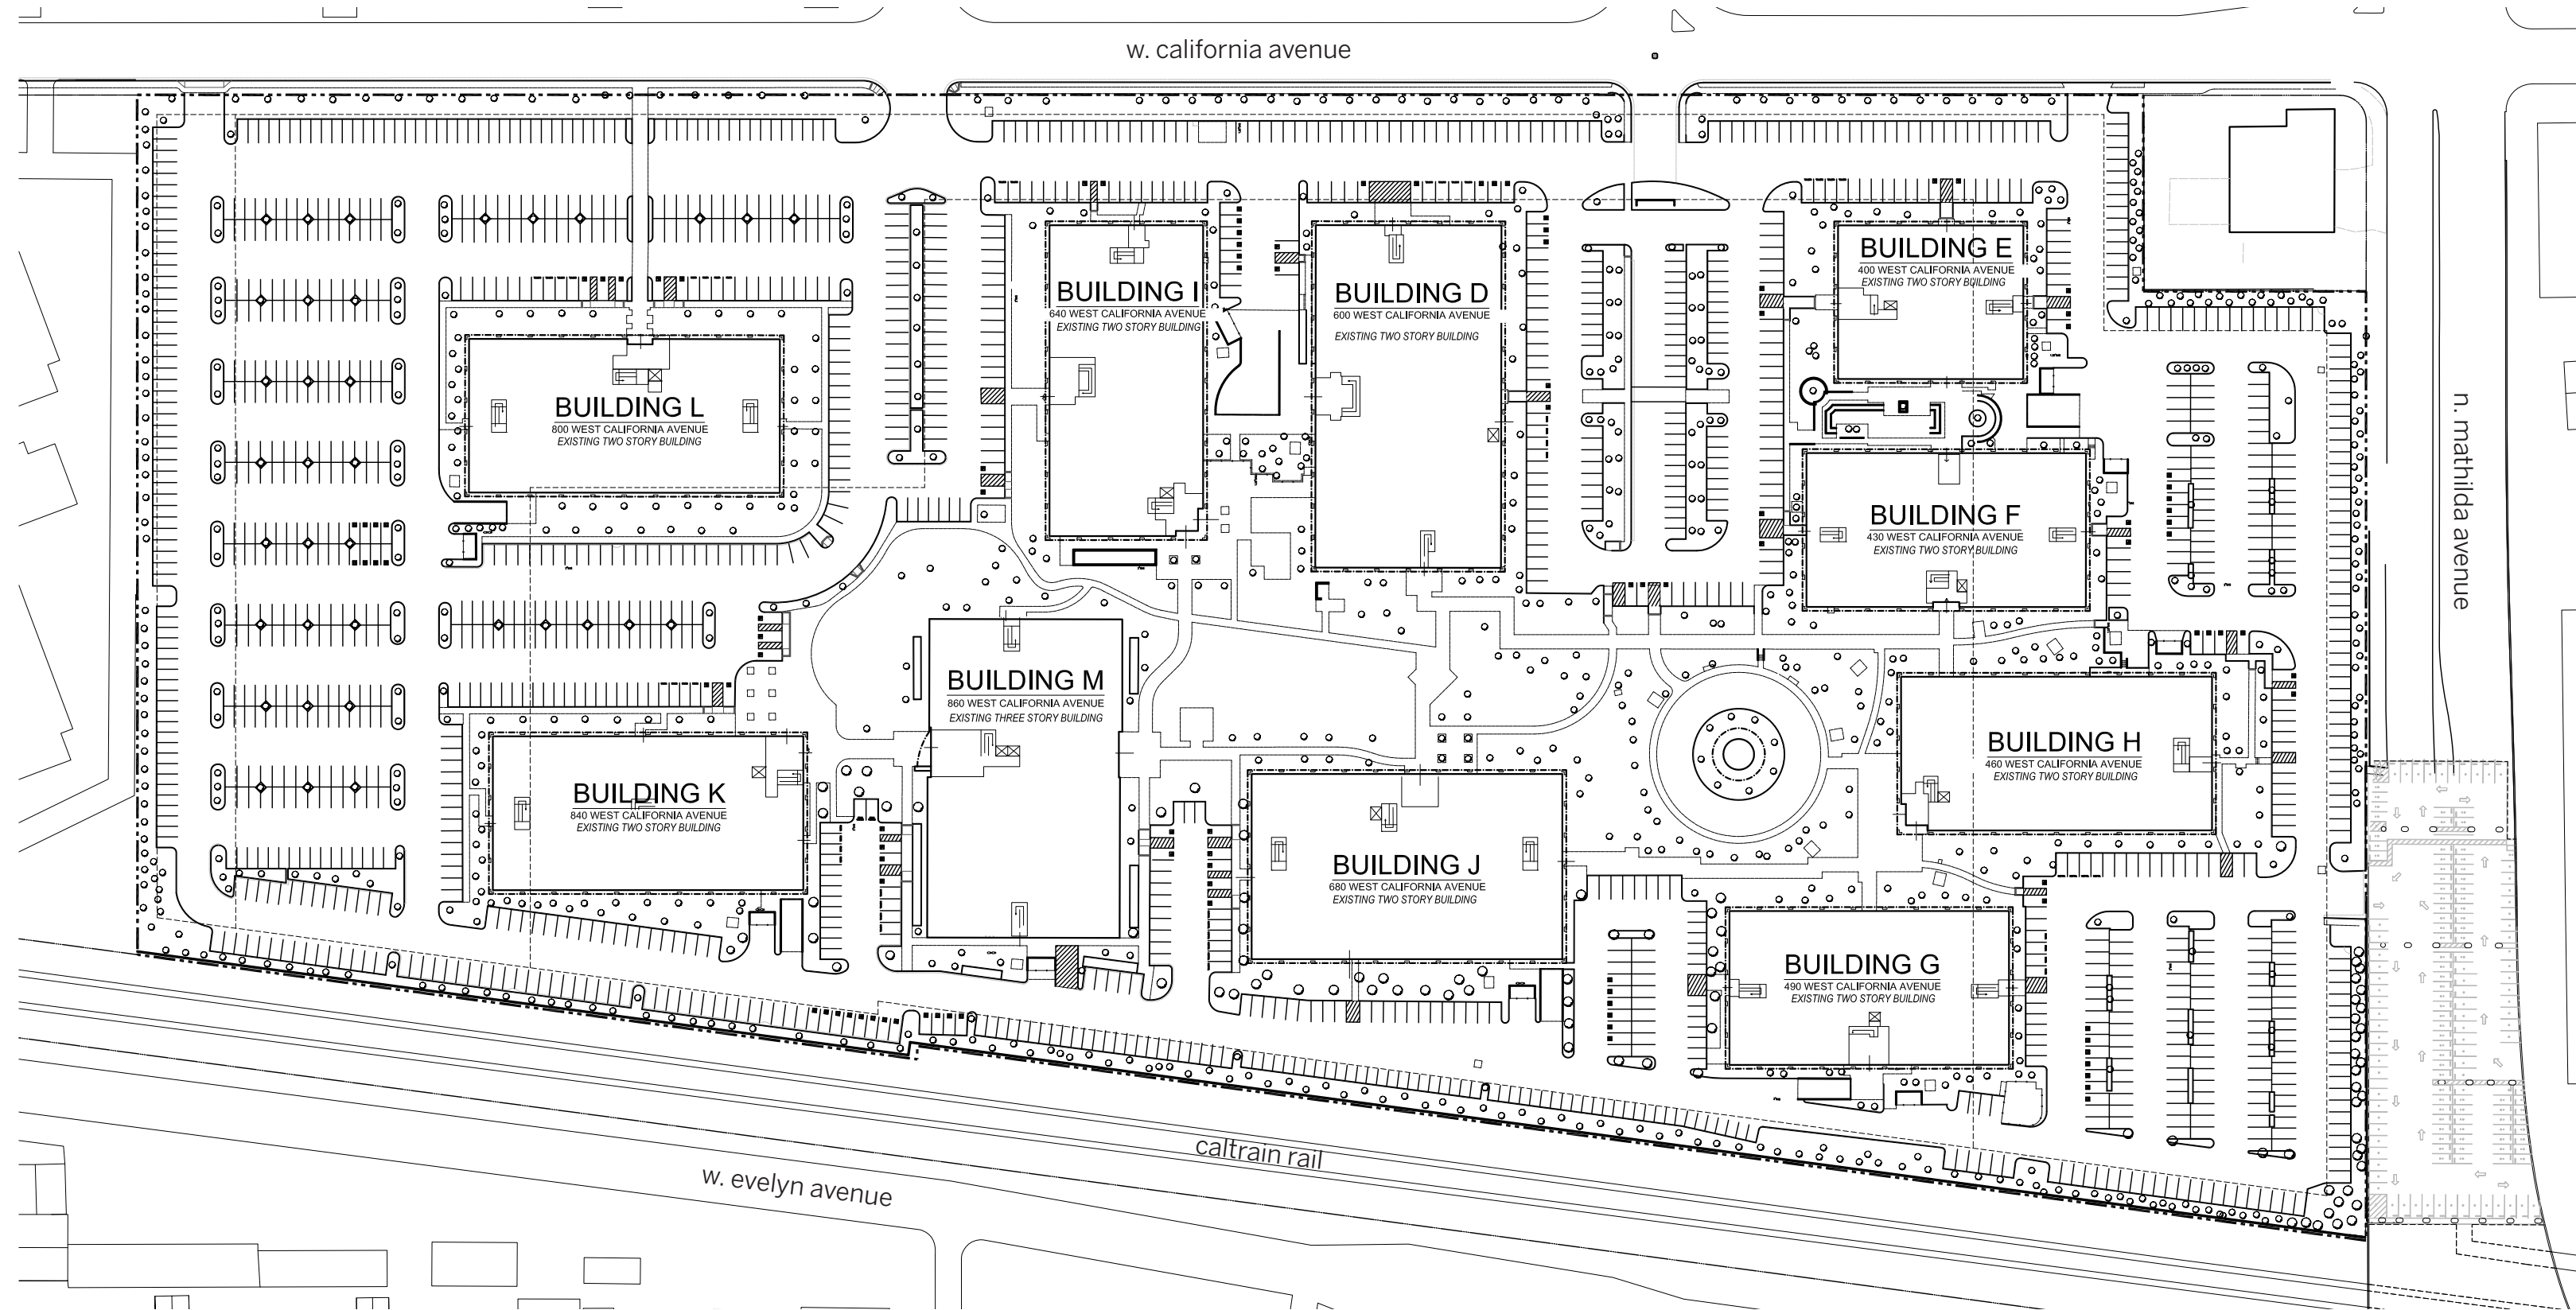 w. california avenue
BUILDING E
400 WEST CALIFORNIA AVENUE
EXISTING TWO STORY BUILDING
BUILDING I
640 WEST CALIFORNIA AVENUE
EXISTING TWO STORY BUILDING
BUILDING D
600 WEST CALIFORNIA AVENUE
EXISTING TWO STORY BUILDING
BUILDING L
800 WEST CALIFORNIA AVENUE
EXISTING TWO STORY BUILDING
n. mathilda avenue
BUILDING F
430 WEST CALIFORNIA AVENUE
EXISTING TWO STORY BUILDING
BUILDING M
860 WEST CALIFORNIA AVENUE
EXISTING THREE STORY BUILDING
BUILDING H
460 WEST CALIFORNIA AVENUE
EXISTING TWO STORY BUILDING
BUILDING K
840 WEST CALIFORNIA AVENUE
EXISTING TWO STORY BUILDING
BUILDING J
680 WEST CALIFORNIA AVENUE
EXISTING TWO STORY BUILDING
BUILDING G
490 WEST CALIFORNIA AVENUE
EXISTING TWO STORY BUILDING
caltrain rail
w. evelyn avenue